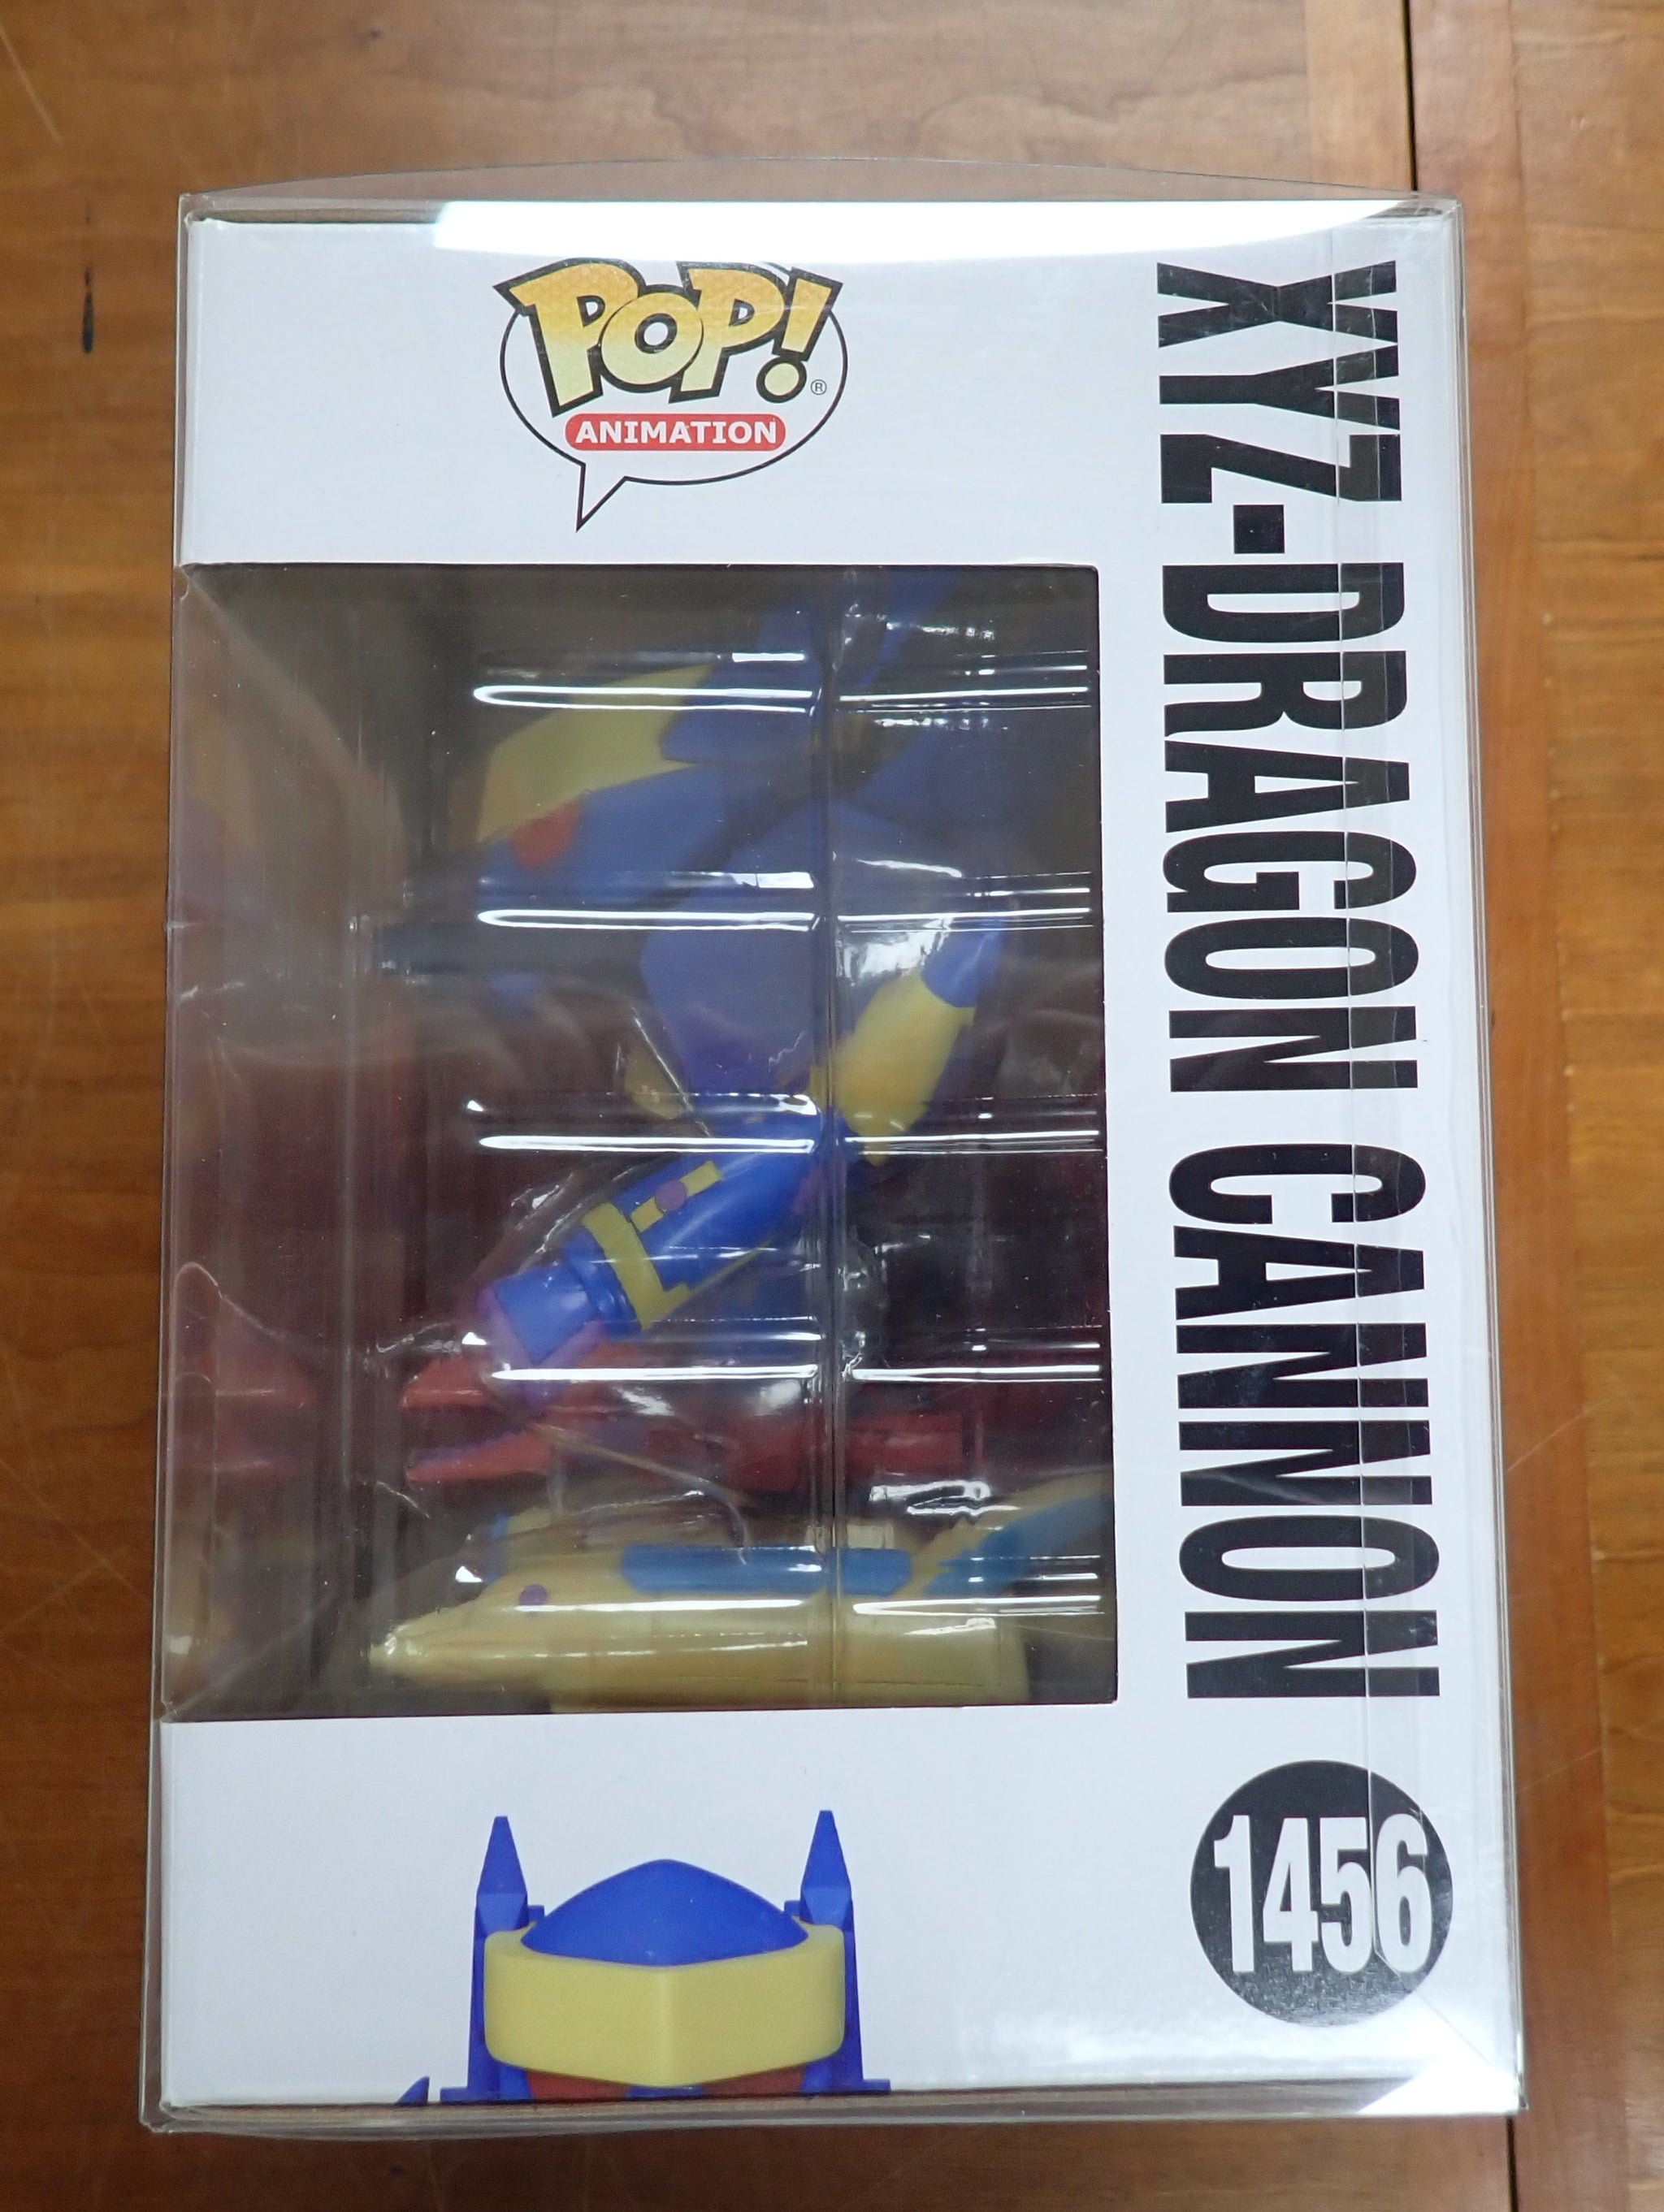 POP!®
ANIMATION
XYZ-DRAGON CANNON
1456